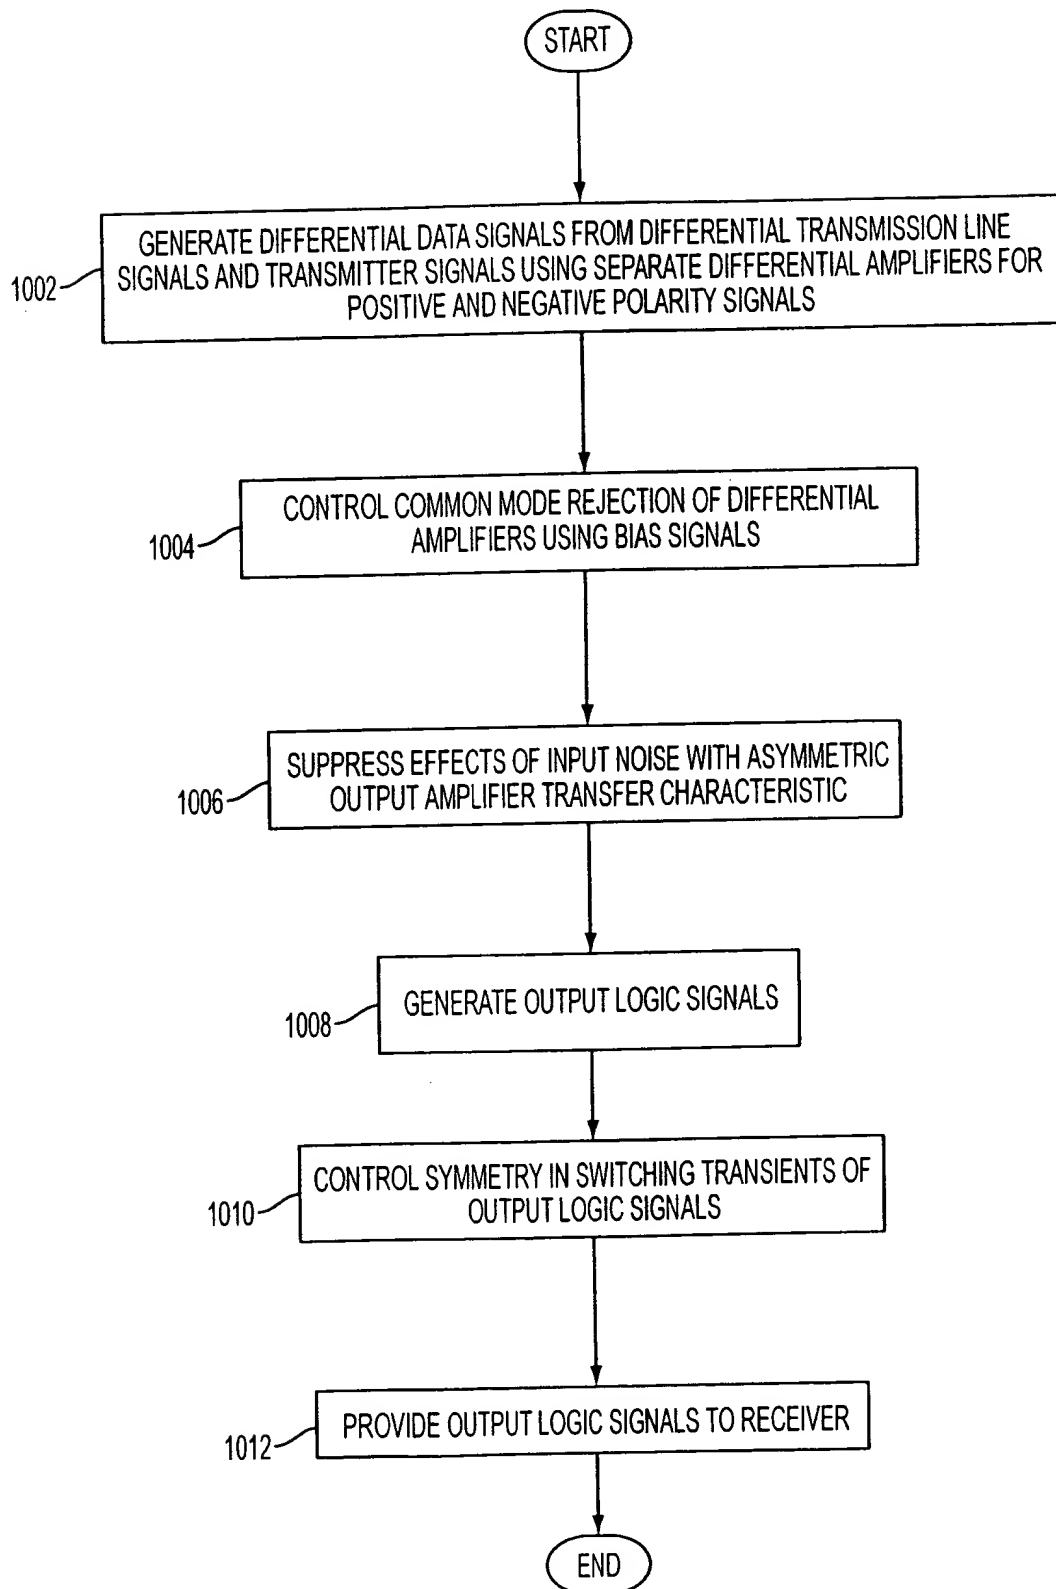 START
GENERATE DIFFERENTIAL DATA SIGNALS FROM DIFFERENTIAL TRANSMISSION LINE
SIGNALS AND TRANSMITTER SIGNALS USING SEPARATE DIFFERENTIAL AMPLIFIERS FOR
POSITIVE AND NEGATIVE POLARITY SIGNALS
1002
CONTROL COMMON MODE REJECTION OF DIFFERENTIAL
AMPLIFIERS USING BIAS SIGNALS
1004
SUPPRESS EFFECTS OF INPUT NOISE WITH ASYMMETRIC
OUTPUT AMPLIFIER TRANSFER CHARACTERISTIC
1006
GENERATE OUTPUT LOGIC SIGNALS
1008
CONTROL SYMMETRY IN SWITCHING TRANSIENTS OF
OUTPUT LOGIC SIGNALS
1010
PROVIDE OUTPUT LOGIC SIGNALS TO RECEIVER
1012
END